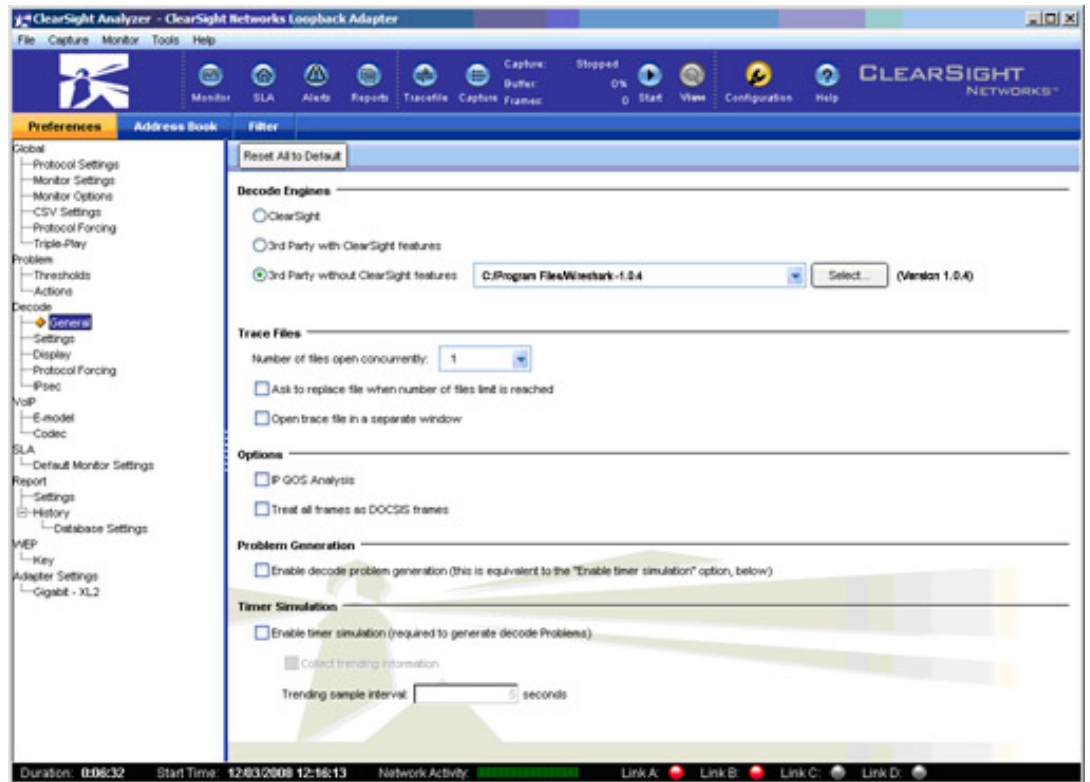 ClearSight Analyzer - ClearSight Networks Loopback Adapter
File Capture Monitor Tools Help
Capture: Stopped
Buffer: 0%
Frames: 0
Monitor SLA Alerts Reports Tracefile Capture Start View Configuration Help
CLEARSIGHT
NETWORKS™
Preferences Address Book Filter
Global
Protocol Settings
Monitor Settings
Monitor Options
CSV Settings
Protocol Forcing
Triple-Play
Problem
Thresholds
Actions
Decode
General
Settings
Display
Protocol Forcing
IPsec
VoIP
E-model
Codec
SLA
Default Monitor Settings
Report
Settings
History
Database Settings
WEP
Key
Adapter Settings
Gigabit - XL2
Reset All to Default
Decode Engines
ClearSight
3rd Party with ClearSight features
3rd Party without ClearSight features C:/Program Files/Wireshark-1.0.4 Select... (Version 1.0.4)
Trace Files
Number of files open concurrently: 1
Ask to replace file when number of files limit is reached
Open trace file in a separate window
Options
IP QOS Analysis
Treat all frames as DOCSIS frames
Problem Generation
Enable decode problem generation (this is equivalent to the "Enable timer simulation" option, below)
Timer Simulation
Enable timer simulation (required to generate decode Problems)
Collect trending information
Trending sample interval: 5 seconds
Duration: 0:06:32 Start Time: 12/03/2008 12:16:13 Network Activity: Link A: Link B: Link C: Link D: